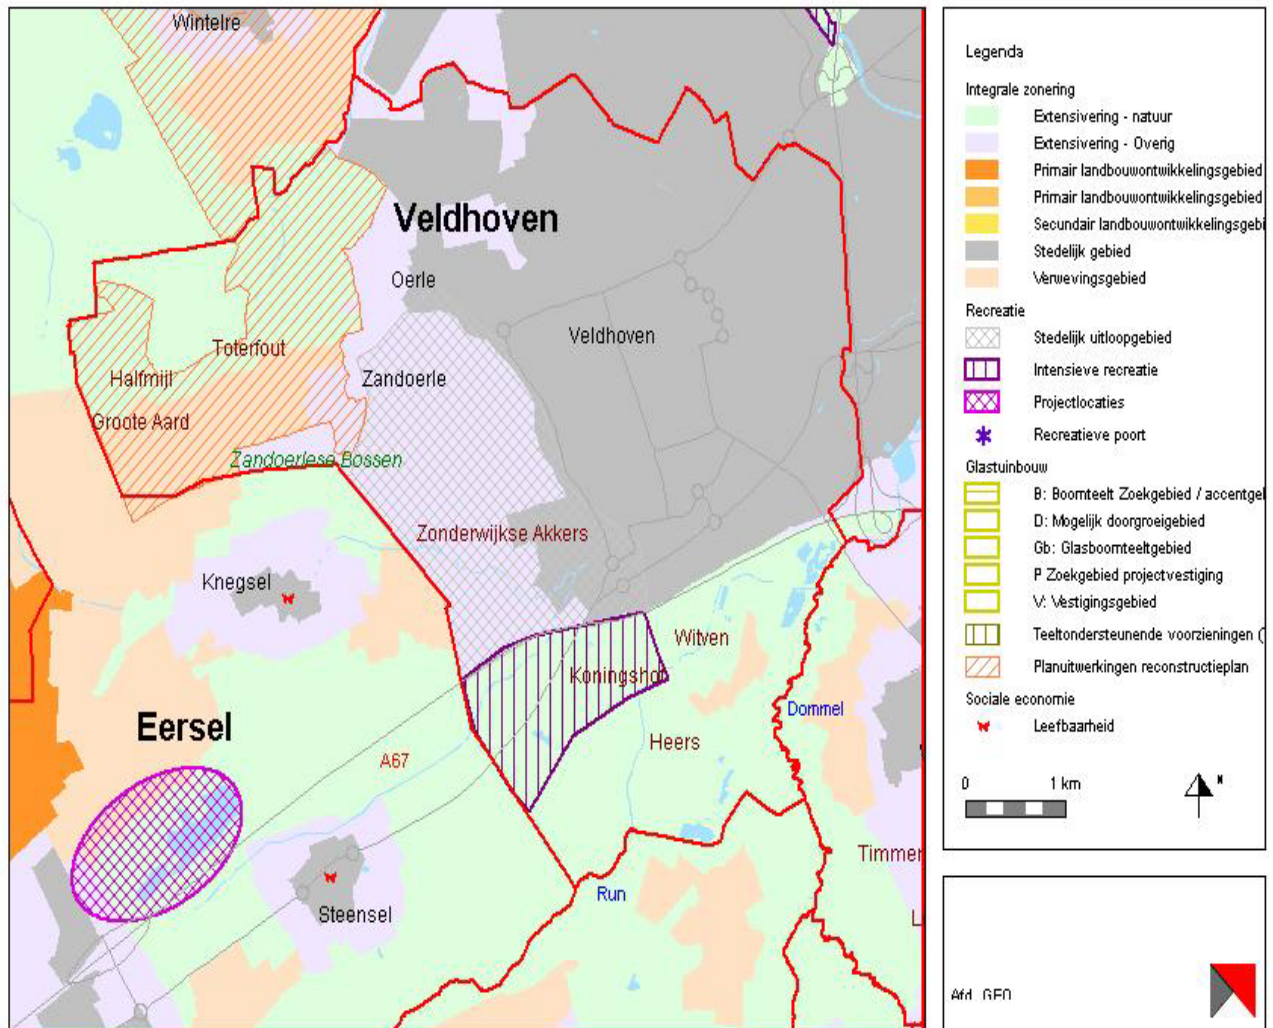 Wintelre
Veldhoven
Oerle
Veldhoven
Toterfout
Halfmijl
Zandoerle
Groote Aard
Zandoerlese Bossen
Zonderwijkse Akkers
Knegsel
Witven
Koningshof
Dommel
Eersel
Heers
A67
Timmer
Run
Steensel
L
Legenda
Integrale zonering
Extensivering - natuur
Extensivering - Overig
Primair landbouwontwikkelingsgebied
Primair landbouwontwikkelingsgebied
Secundair landbouwontwikkelingsgebi
Stedelijk gebied
Verwevingsgebied
Recreatie
Stedelijk uitloopgebied
Intensieve recreatie
Projectlocaties
Recreatieve poort
Glastuinbouw
B: Boomteelt Zoekgebied / accentgel
D: Mogelijk doorgroeigebied
Gb: Glasboomteeltgebied
P Zoekgebied projectvestiging
V: Vestigingsgebied
Teeltondersteunende voorzieningen (
Planuitwerkingen reconstructieplan
Sociale economie
Leefbaarheid
0 1 km
N
Afd. GEO